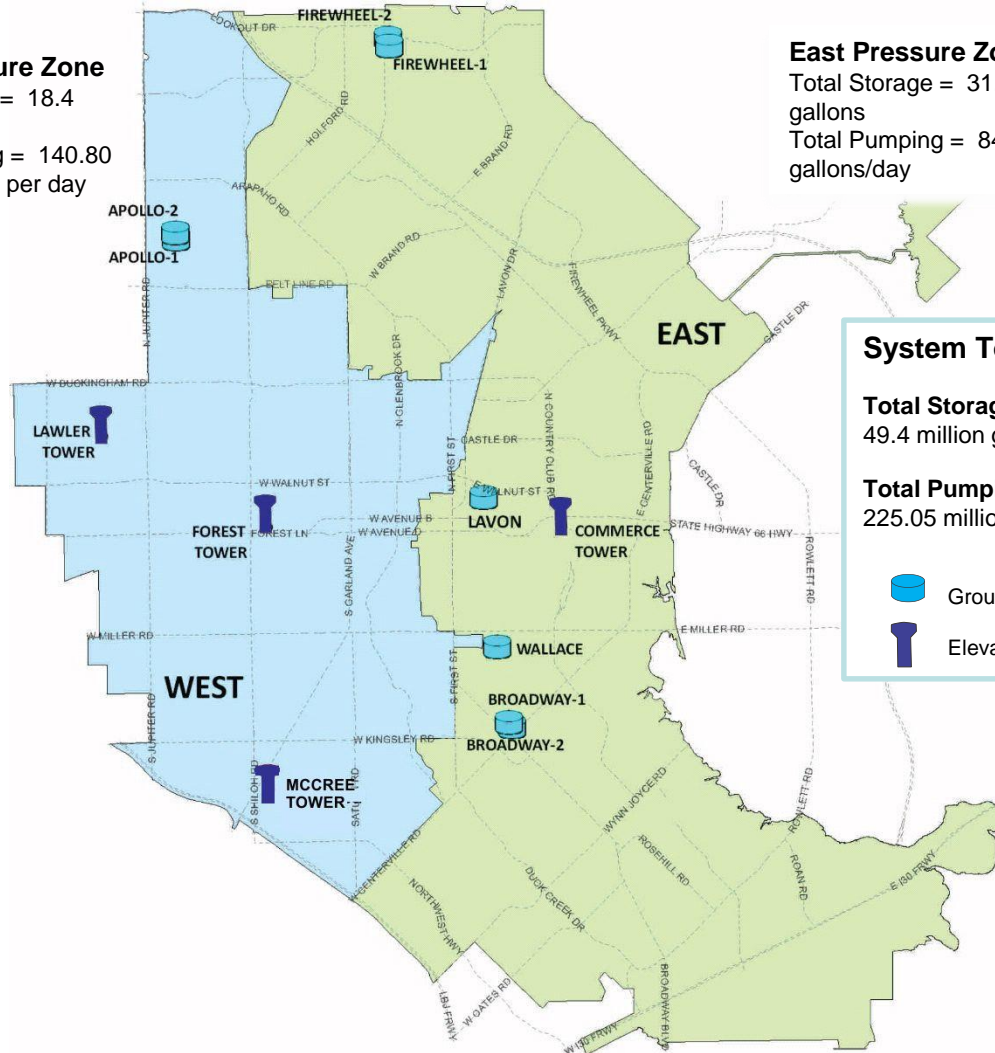 FIREWHEEL-2
LOOKOUT DR
FIREWHEEL-1
ure Zone
= 18.4
g = 140.80
per day
East Pressure Zo
Total Storage = 31
gallons
Total Pumping = 84
gallons/day
HOLFORD RD
E BRAND RD
ARAPAHO RD
APOLLO-2
APOLLO-1
W BRAND RD
LAVON DR
FIREWHEEL PKWY
BELT LINE RD
N JUPITER RD
EAST
CASTLE DR
N GLENBROOK DR
W BUCKINGHAM RD
System To
Total Storag
49.4 million g
Total Pump
225.05 millio
Grou
Eleva
LAWLER
TOWER
N FIRST ST
CASTLE DR
N COUNTRY CLUB RD
E CENTERVILLE RD
CASTLE DR
W WALNUT ST
E WALNUT ST
FOREST
TOWER
FOREST LN
W AVENUE B
W AVENUE D
LAVON
COMMERCE
TOWER
STATE HIGHWAY 66 HWY
ROWLETT RD
S GARLAND AVE
W MILLER RD
E MILLER RD
WALLACE
WEST
S FIRST ST
BROADWAY-1
BROADWAY-2
S JUPITER RD
W KINGSLEY RD
S SHILOH RD
MCCREE
TOWER
WYNN JOYCE RD
ROWLETT RD
W CENTERVILLE RD
ROSEHILL RD
ROAN RD
E I30 FRWY
NORTHWEST HWY
DUCK CREEK DR
LBJ FRWY
W OATES RD
BROADWAY BLVD
W I30 FRWY